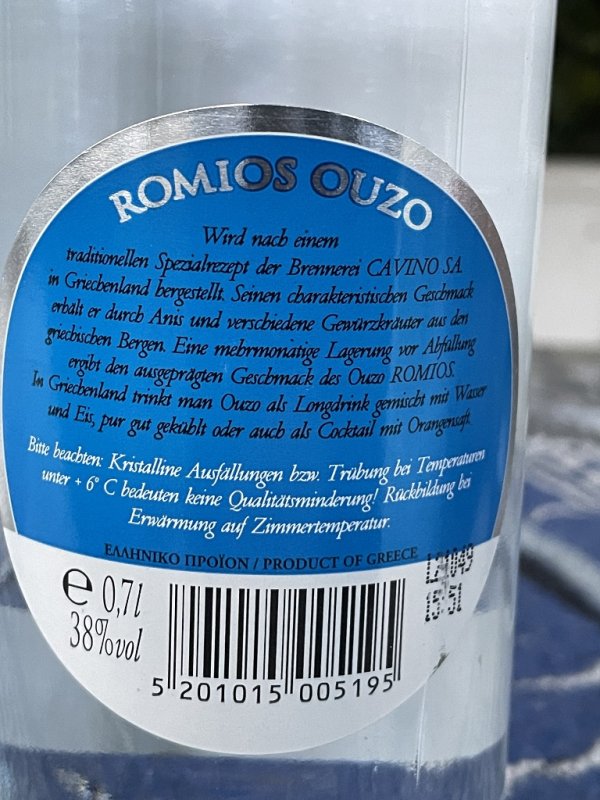 ROMIOS OUZO
Wird nach einem
traditionellen Spezialrezept der Brennerei CAVINO SA
in Griechenland hergestellt. Seinen charakteristischen Geschmack
erhält er durch Anis und verschiedene Gewürzkräuter aus den
griechischen Bergen. Eine mehrmonatige Lagerung vor Abfüllung
ergibt den ausgeprägten Geschmack des Ouzo ROMIOS.
In Griechenland trinkt man Ouzo als Longdrink gemischt mit Wasser
und Eis, pur gut gekühlt oder auch als Cocktail mit Orangensaft.
Bitte beachten: Kristalline Ausfällungen bzw. Trübung bei Temperaturen
unter + 6° C bedeuten keine Qualitätsminderung! Rückbildung bei
Erwärmung auf Zimmertemperatur.
ΕΛΛΗΝΙΚΟ ΠΡΟΪΟΝ / PRODUCT OF GREECE
e 0,7l
38%vol
5 201015 005195